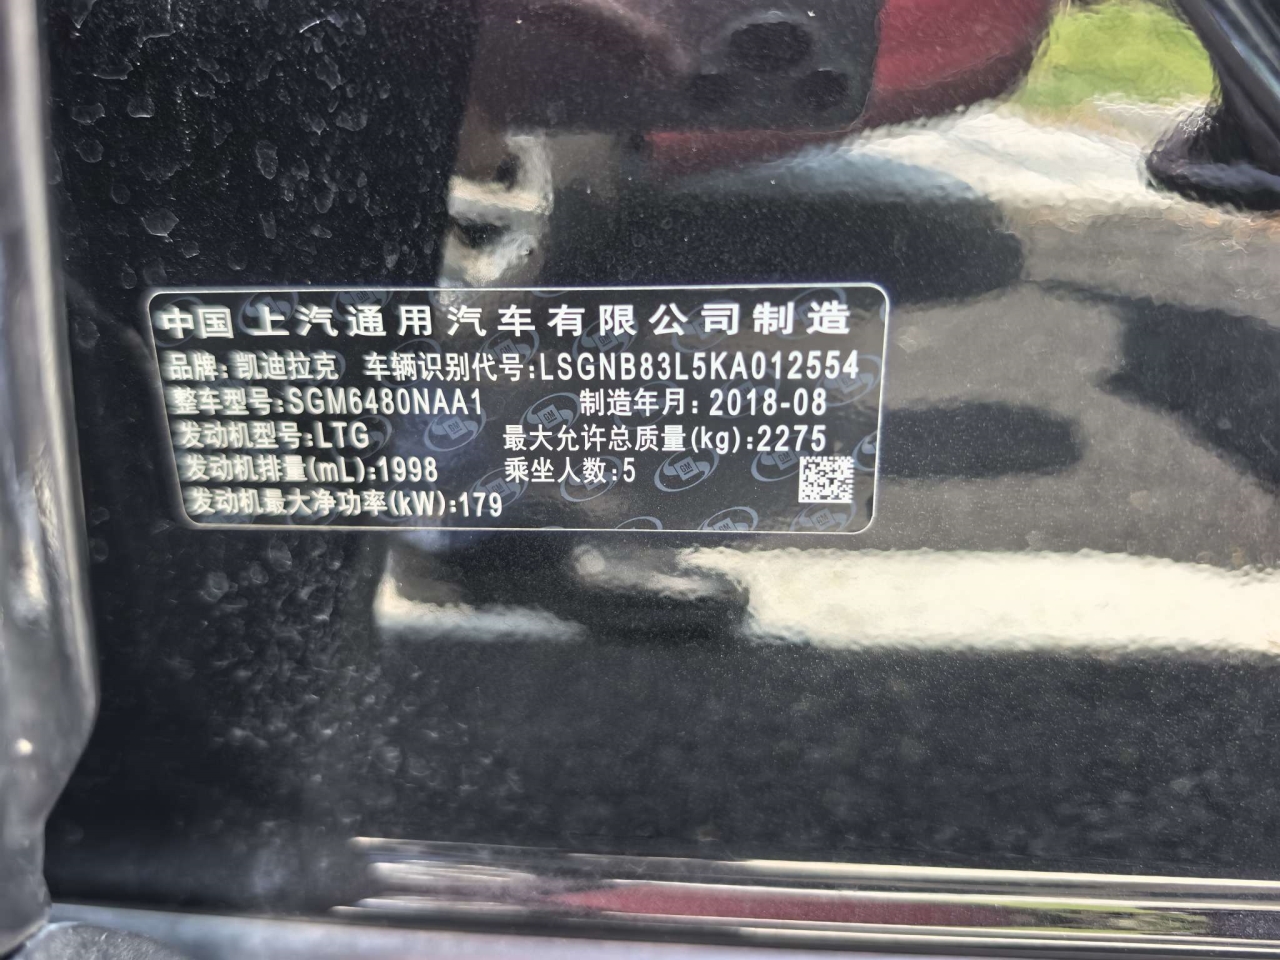 中国上汽通用汽车有限公司制造
品牌:凯迪拉克 车辆识别代号:LSGNB83L5KA012554
整车型号:SGM6480NAA1 制造年月:2018-08
发动机型号:LTG 最大允许总质量(kg):2275
发动机排量(mL):1998 乘坐人数:5
发动机最大净功率(kW):179